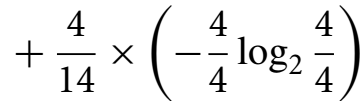 + 4/14 × (−4/4 log₂ 4/4)